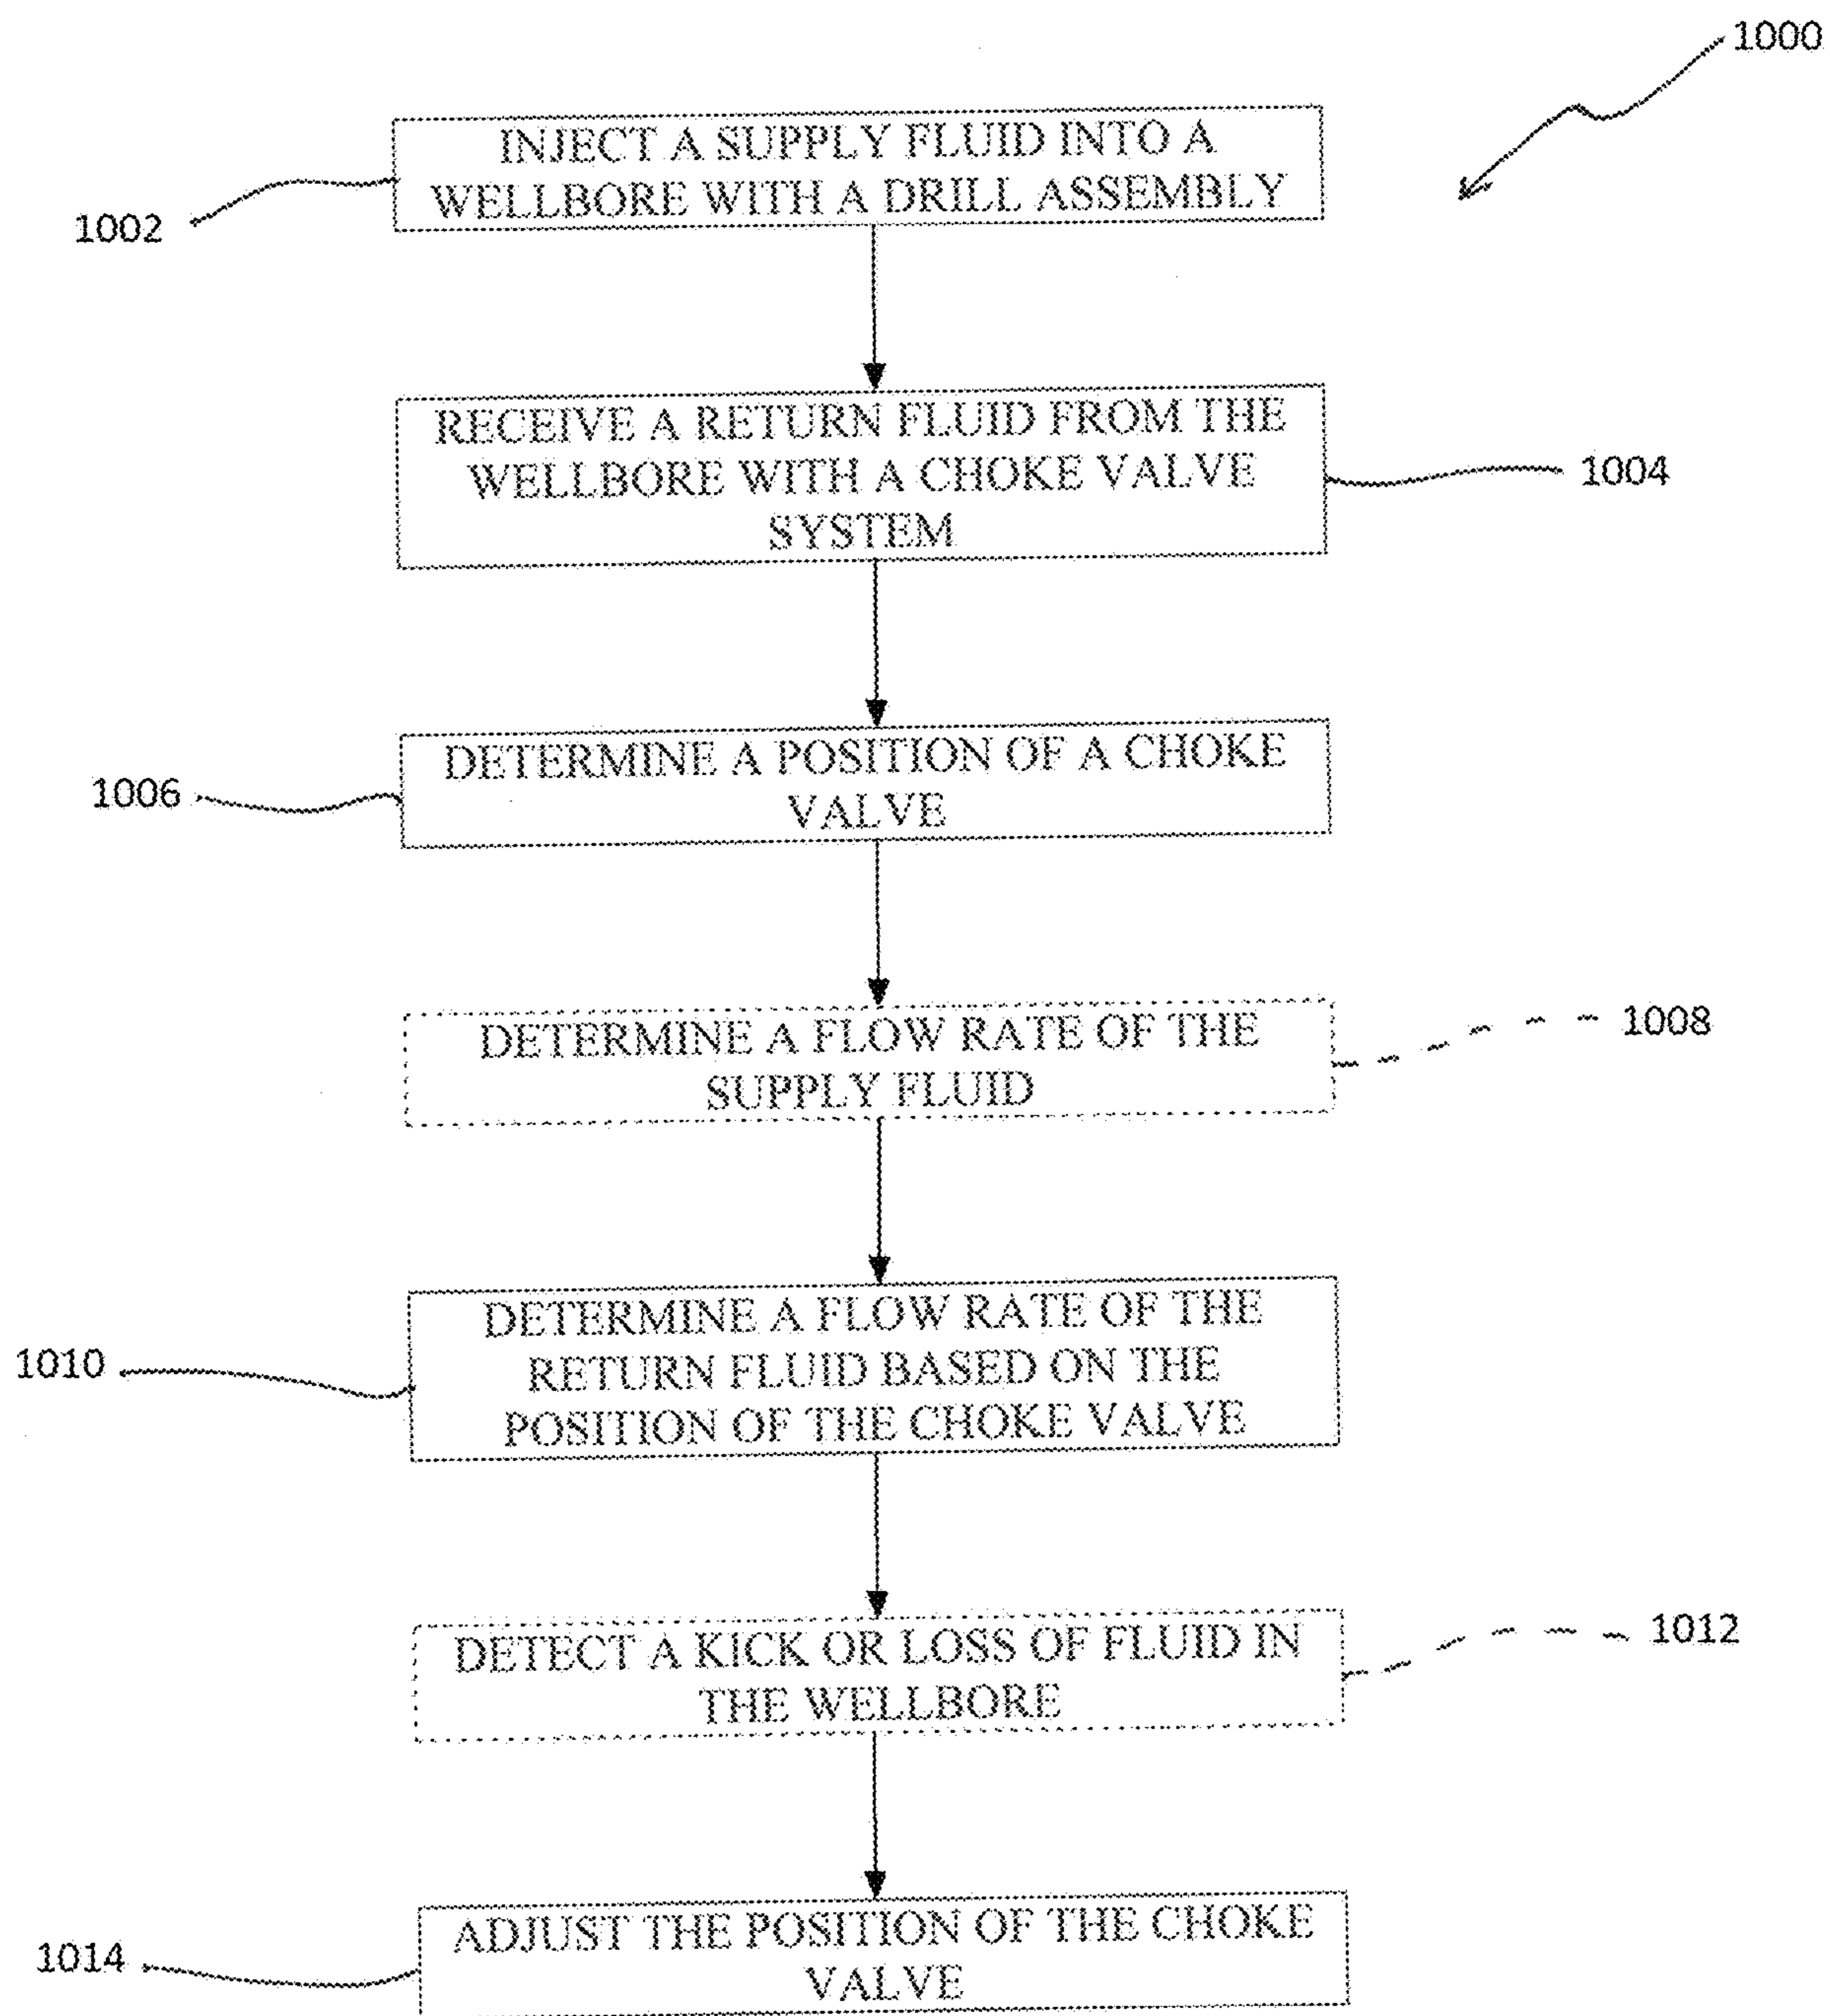 1000
INJECT A SUPPLY FLUID INTO A
WELLBORE WITH A DRILL ASSEMBLY
1002
RECEIVE A RETURN FLUID FROM THE
WELLBORE WITH A CHOKE VALVE
SYSTEM
1004
DETERMINE A POSITION OF A CHOKE
VALVE
1006
DETERMINE A FLOW RATE OF THE
SUPPLY FLUID
1008
DETERMINE A FLOW RATE OF THE
RETURN FLUID BASED ON THE
POSITION OF THE CHOKE VALVE
1010
DETECT A KICK OR LOSS OF FLUID IN
THE WELLBORE
1012
ADJUST THE POSITION OF THE CHOKE
VALVE
1014